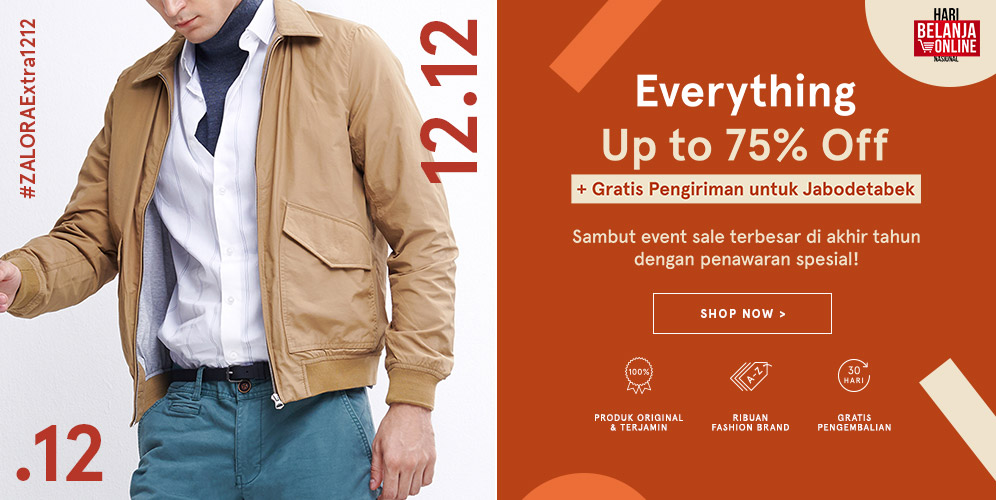 #ZALORAExtra1212
12.12
.12
HARI
BELANJA
ONLINE
NASIONAL
Everything
Up to 75% Off
+ Gratis Pengiriman untuk Jabodetabek
Sambut event sale terbesar di akhir tahun
dengan penawaran spesial!
SHOP NOW >
100%
PRODUK ORIGINAL
& TERJAMIN
A-Z
RIBUAN
FASHION BRAND
30
HARI
GRATIS
PENGEMBALIAN